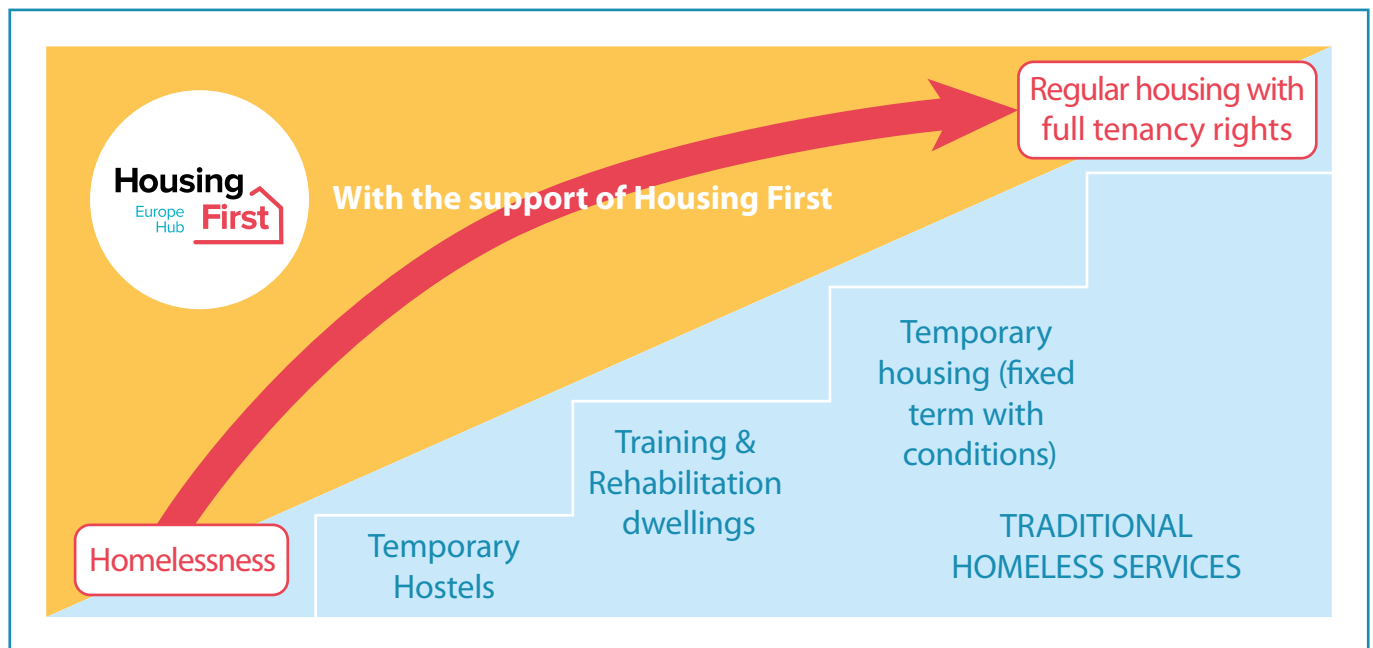 Regular housing with
full tenancy rights
Housing
Europe
Hub
First
With the support of Housing First
Temporary
housing (fixed
term with
conditions)
Training &
Rehabilitation
dwellings
Homelessness
Temporary
Hostels
TRADITIONAL
HOMELESS SERVICES